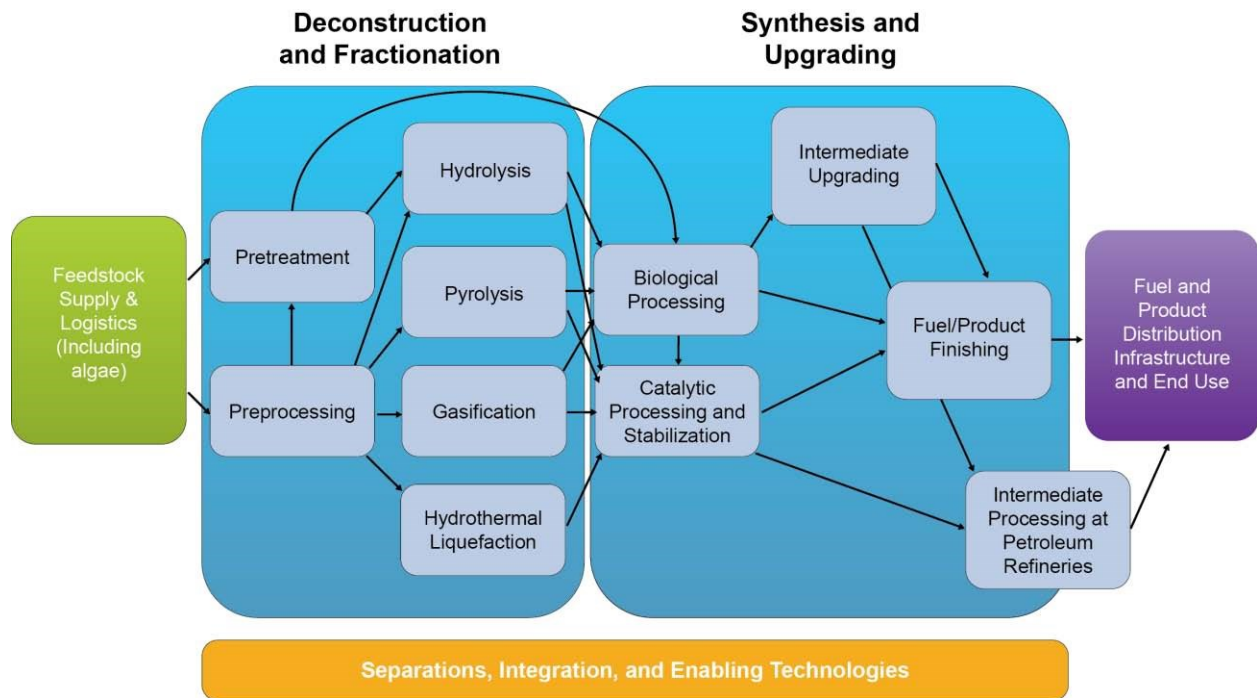 Deconstruction
and Fractionation
Synthesis and
Upgrading
Feedstock
Supply &
Logistics
(Including
algae)
Pretreatment
Preprocessing
Hydrolysis
Pyrolysis
Gasification
Hydrothermal
Liquefaction
Biological
Processing
Catalytic
Processing and
Stabilization
Intermediate
Upgrading
Fuel/Product
Finishing
Intermediate
Processing at
Petroleum
Refineries
Fuel and
Product
Distribution
Infrastructure
and End Use
Separations, Integration, and Enabling Technologies